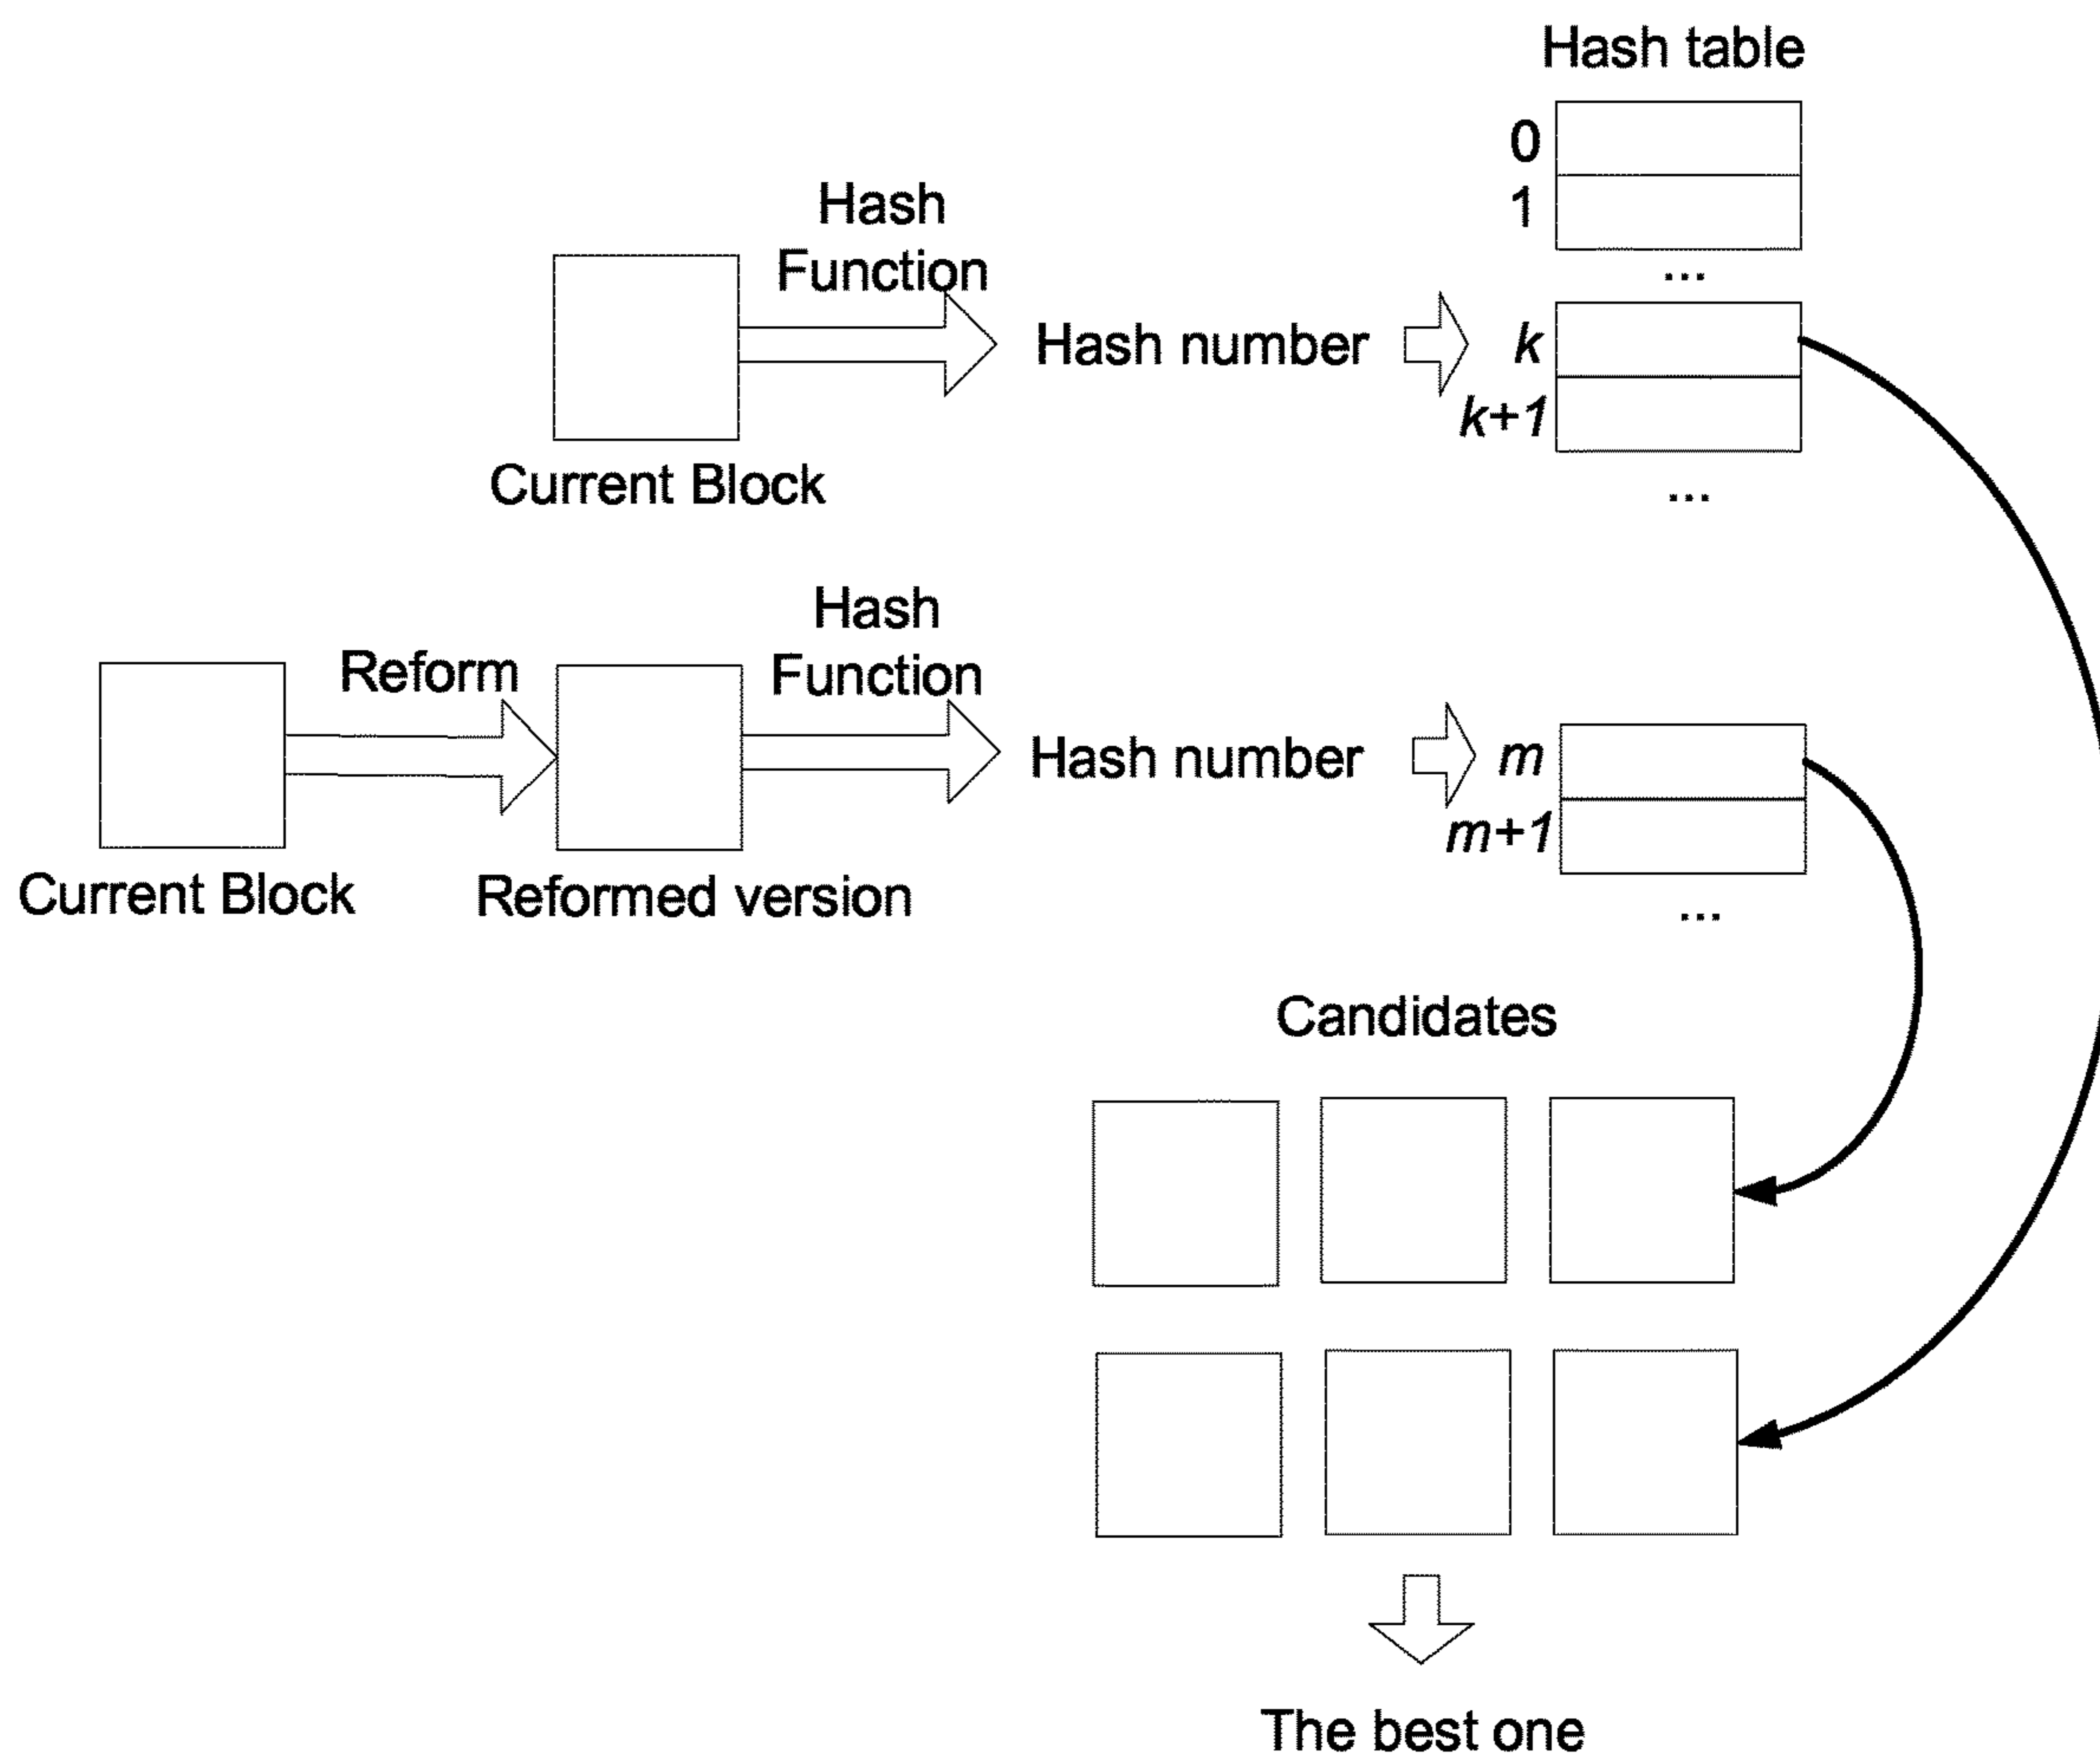 Hash table
0
1
...
Hash
Function
Hash number
k
k+1
...
Current Block
Hash
Function
Reform
Hash number
m
m+1
...
Current Block
Reformed version
Candidates
The best one